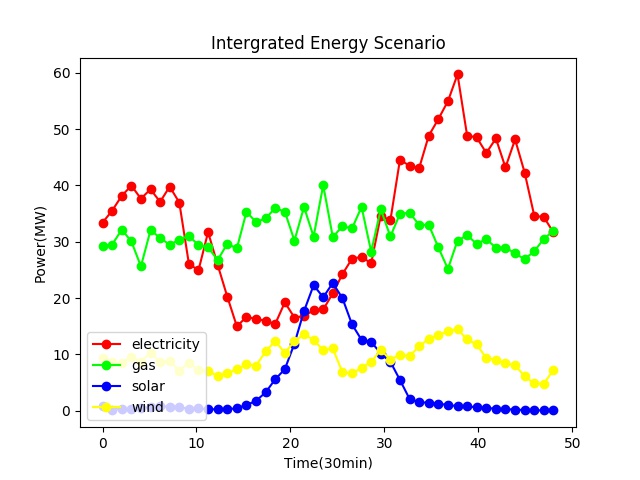 Intergrated Energy Scenario
Power(MW)
60
50
40
30
20
10
0
electricity
gas
solar
wind
0 10 20 30 40 50
Time(30min)